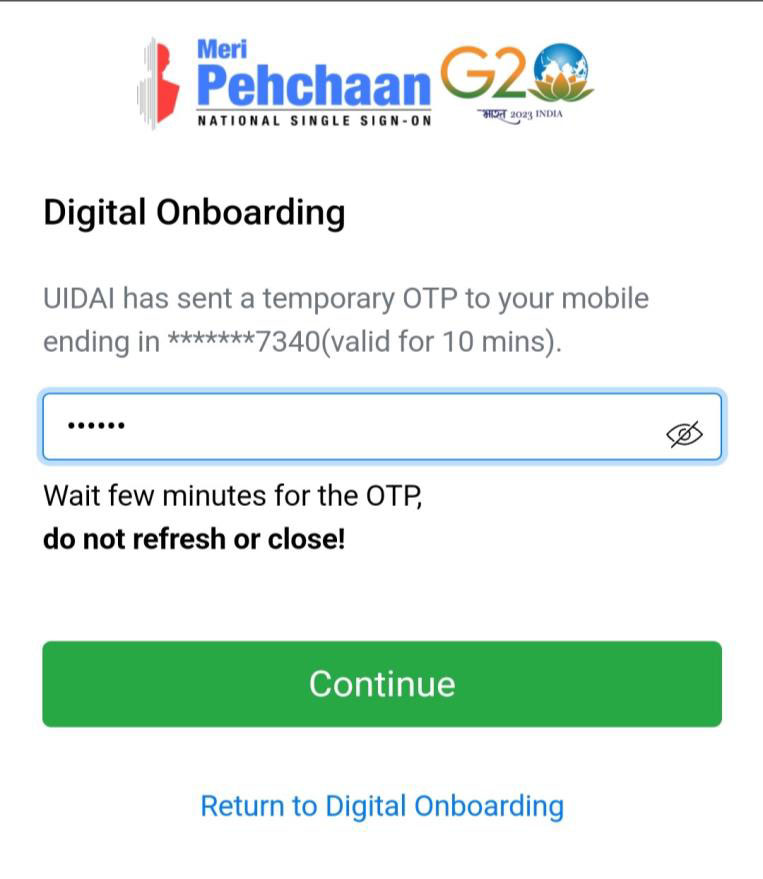 Meri
Pehchaan
NATIONAL SINGLE SIGN-ON
G20
भारत 2023 INDIA
Digital Onboarding
UIDAI has sent a temporary OTP to your mobile
ending in *******7340(valid for 10 mins).
••••••
Wait few minutes for the OTP,
do not refresh or close!
Continue
Return to Digital Onboarding